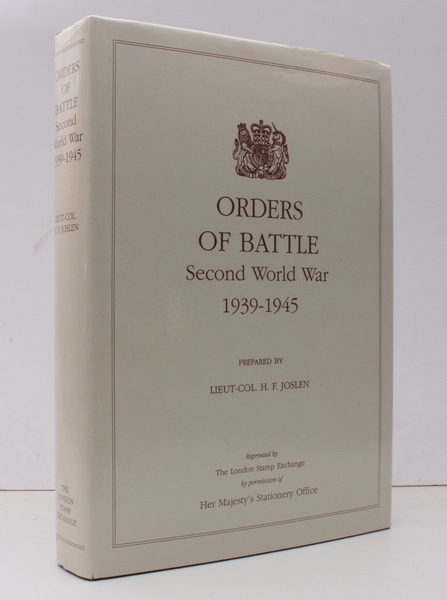 ORDERS
OF
BATTLE
Second
World War
1939-1945
LIEUT-COL.
H. F. JOSLEN
THE
LONDON
STAMP
EXCHANGE
ORDERS
OF BATTLE
Second World War
1939-1945
PREPARED BY
LIEUT-COL. H. F. JOSLEN
Reprinted by
The London Stamp Exchange
by permission of
Her Majesty's Stationery Office